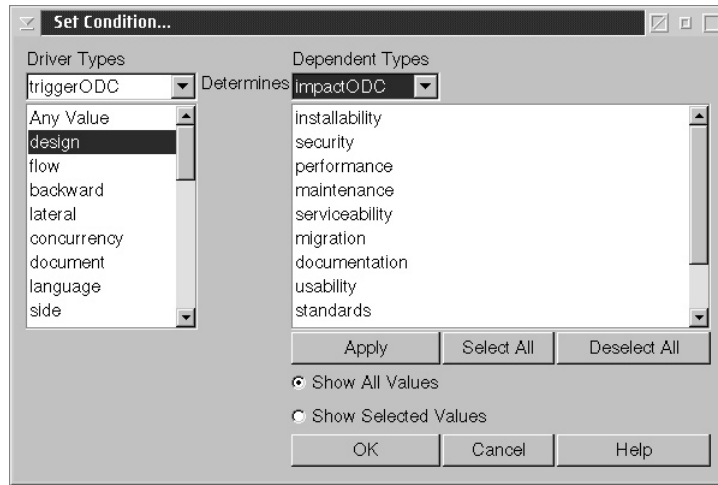 Set Condition...
Driver Types
Dependent Types
triggerODC
Determines
impactODC
Any Value
design
flow
backward
lateral
concurrency
document
language
side
installability
security
performance
maintenance
serviceability
migration
documentation
usability
standards
Apply
Select All
Deselect All
Show All Values
Show Selected Values
OK
Cancel
Help